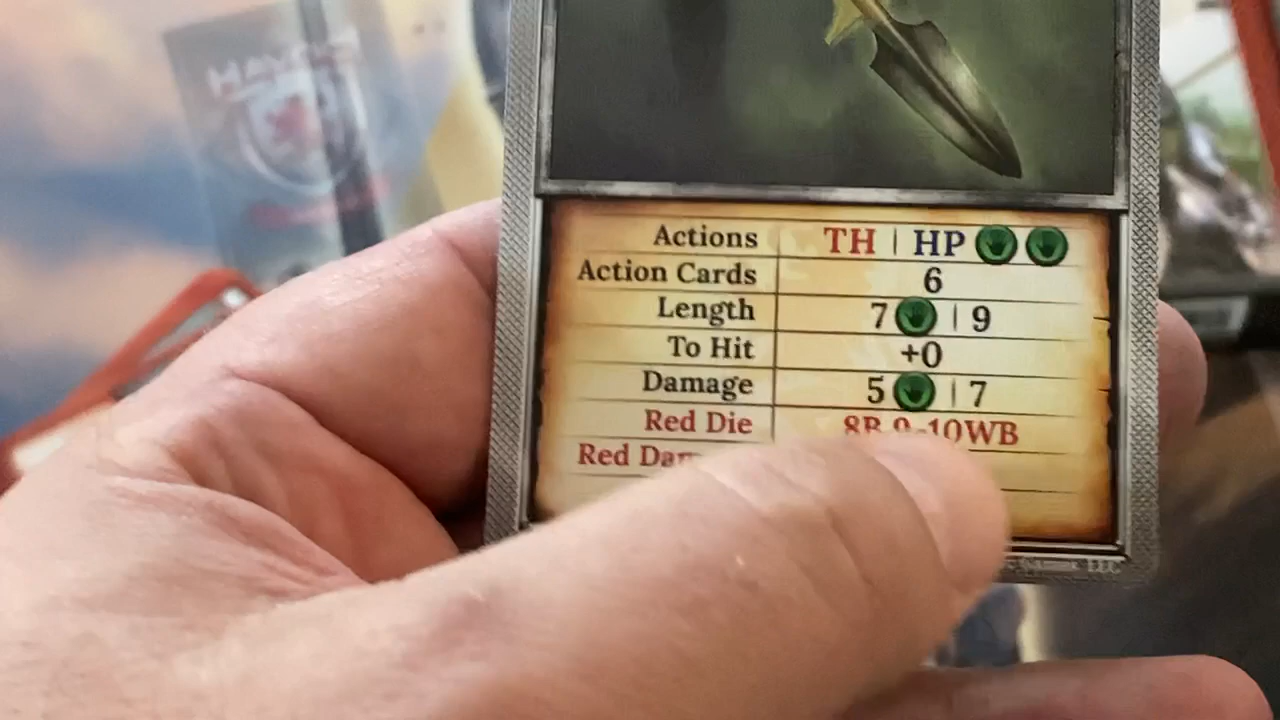 Actions TH | HP
Action Cards 6
Length 7 | 9
To Hit +0
Damage 5 | 7
Red Die 8B 9-10WB
Red
LLC